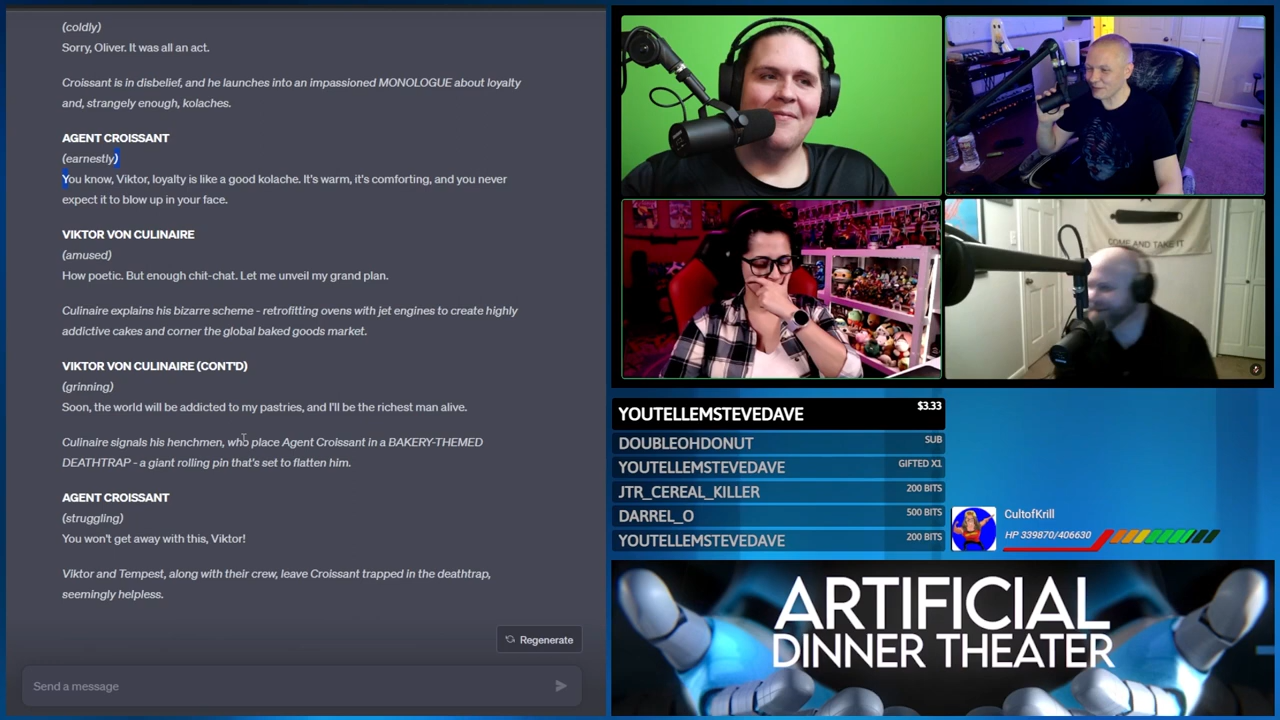 (coldly)
Sorry, Oliver. It was all an act.
Croissant is in disbelief, and he launches into an impassioned MONOLOGUE about loyalty
and, strangely enough, kolaches.
AGENT CROISSANT
(earnestly)
You know, Viktor, loyalty is like a good kolache. It's warm, it's comforting, and you never
expect it to blow up in your face.
VIKTOR VON CULINAIRE
(amused)
How poetic. But enough chit-chat. Let me unveil my grand plan.
Culinaire explains his bizarre scheme - retrofitting ovens with jet engines to create highly
addictive cakes and corner the global baked goods market.
VIKTOR VON CULINAIRE (CONT'D)
(grinning)
Soon, the world will be addicted to my pastries, and I'll be the richest man alive.
Culinaire signals his henchmen, who place Agent Croissant in a BAKERY-THEMED
DEATHTRAP - a giant rolling pin that's set to flatten him.
AGENT CROISSANT
(struggling)
You won't get away with this, Viktor!
Viktor and Tempest, along with their crew, leave Croissant trapped in the deathtrap,
seemingly helpless.
Regenerate
Send a message
COME AND TAKE IT
YOUTELLEMSTEVEDAVE $3.33
DOUBLEOHDONUT SUB
YOUTELLEMSTEVEDAVE GIFTED X1
JTR_CEREAL_KILLER 200 BITS
DARREL_O 500 BITS
YOUTELLEMSTEVEDAVE 200 BITS
CultofKrill
HP 339870/406630
ARTIFICIAL
DINNER THEATER